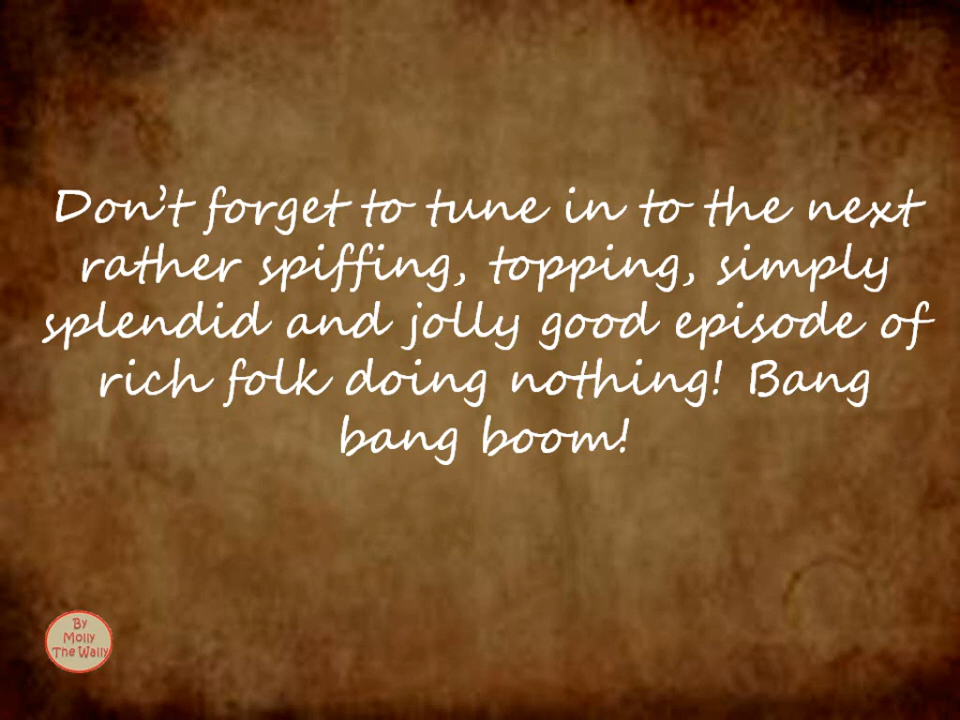 Don't forget to tune in to the next
rather spiffing, topping, simply
splendid and jolly good episode of
rich folk doing nothing! Bang
bang boom!
By
Molly
The Wally